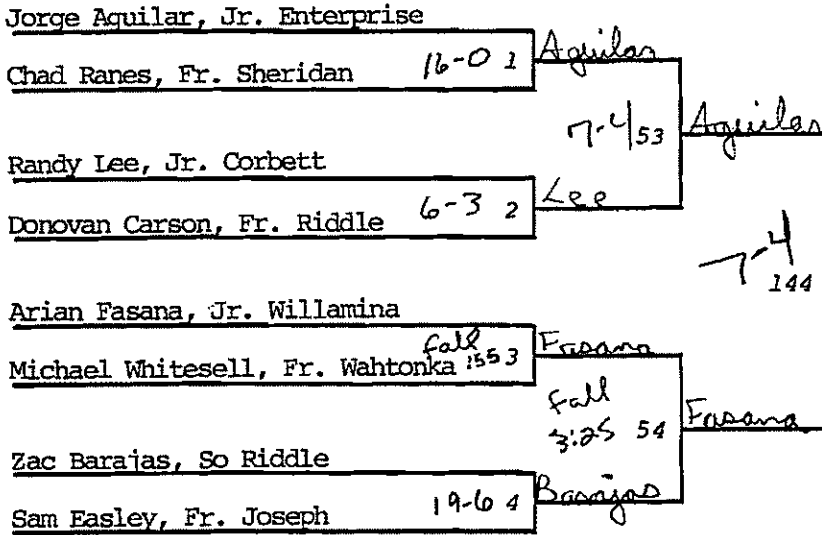 Jorge Aguilar, Jr. Enterprise
16-0 1 Aguilar
Chad Ranes, Fr. Sheridan
7-4 53 Aguilar
Randy Lee, Jr. Corbett
6-3 2 Lee
Donovan Carson, Fr. Riddle
7-4
144
Arian Fasana, Jr. Willamina
fall Fasana
Michael Whitesell, Fr. Wahtonka 1:55 3
fall
3:25 54 Fasana
Zac Barajas, So Riddle
19-6 4 Barajas
Sam Easley, Fr. Joseph